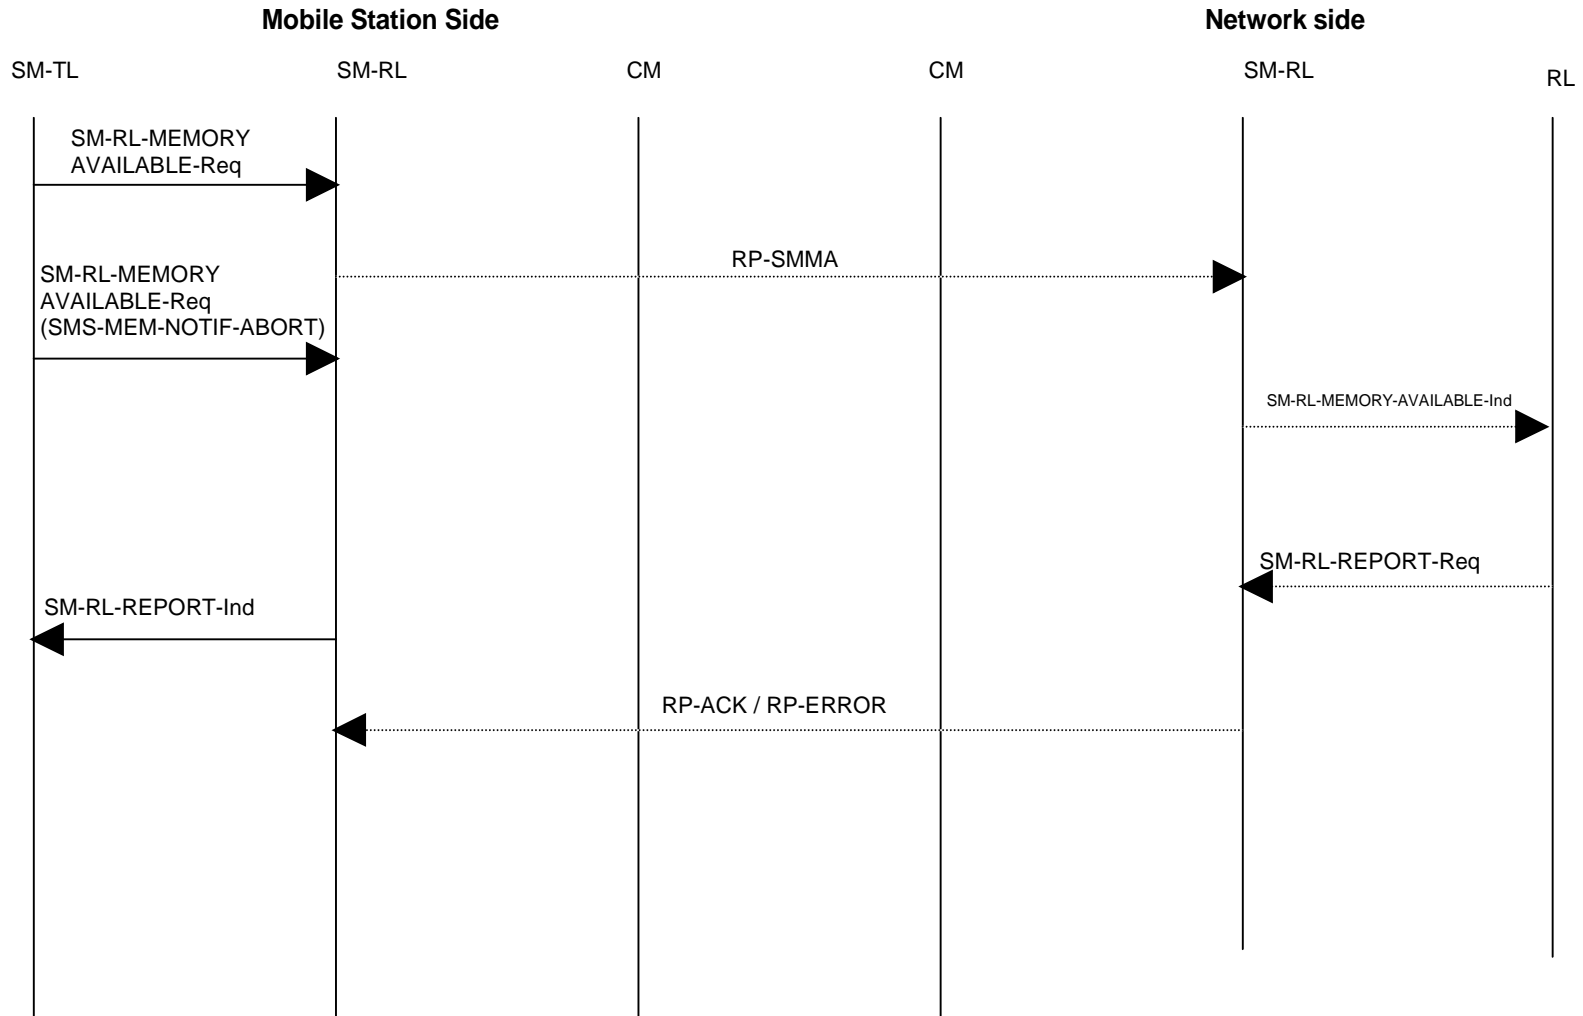 Mobile Station Side
Network side
SM-TL
SM-RL
CM
CM
SM-RL
RL
SM-RL-MEMORY
AVAILABLE-Req
RP-SMMA
SM-RL-MEMORY
AVAILABLE-Req
(SMS-MEM-NOTIF-ABORT)
SM-RL-MEMORY-AVAILABLE-Ind
SM-RL-REPORT-Req
SM-RL-REPORT-Ind
RP-ACK / RP-ERROR